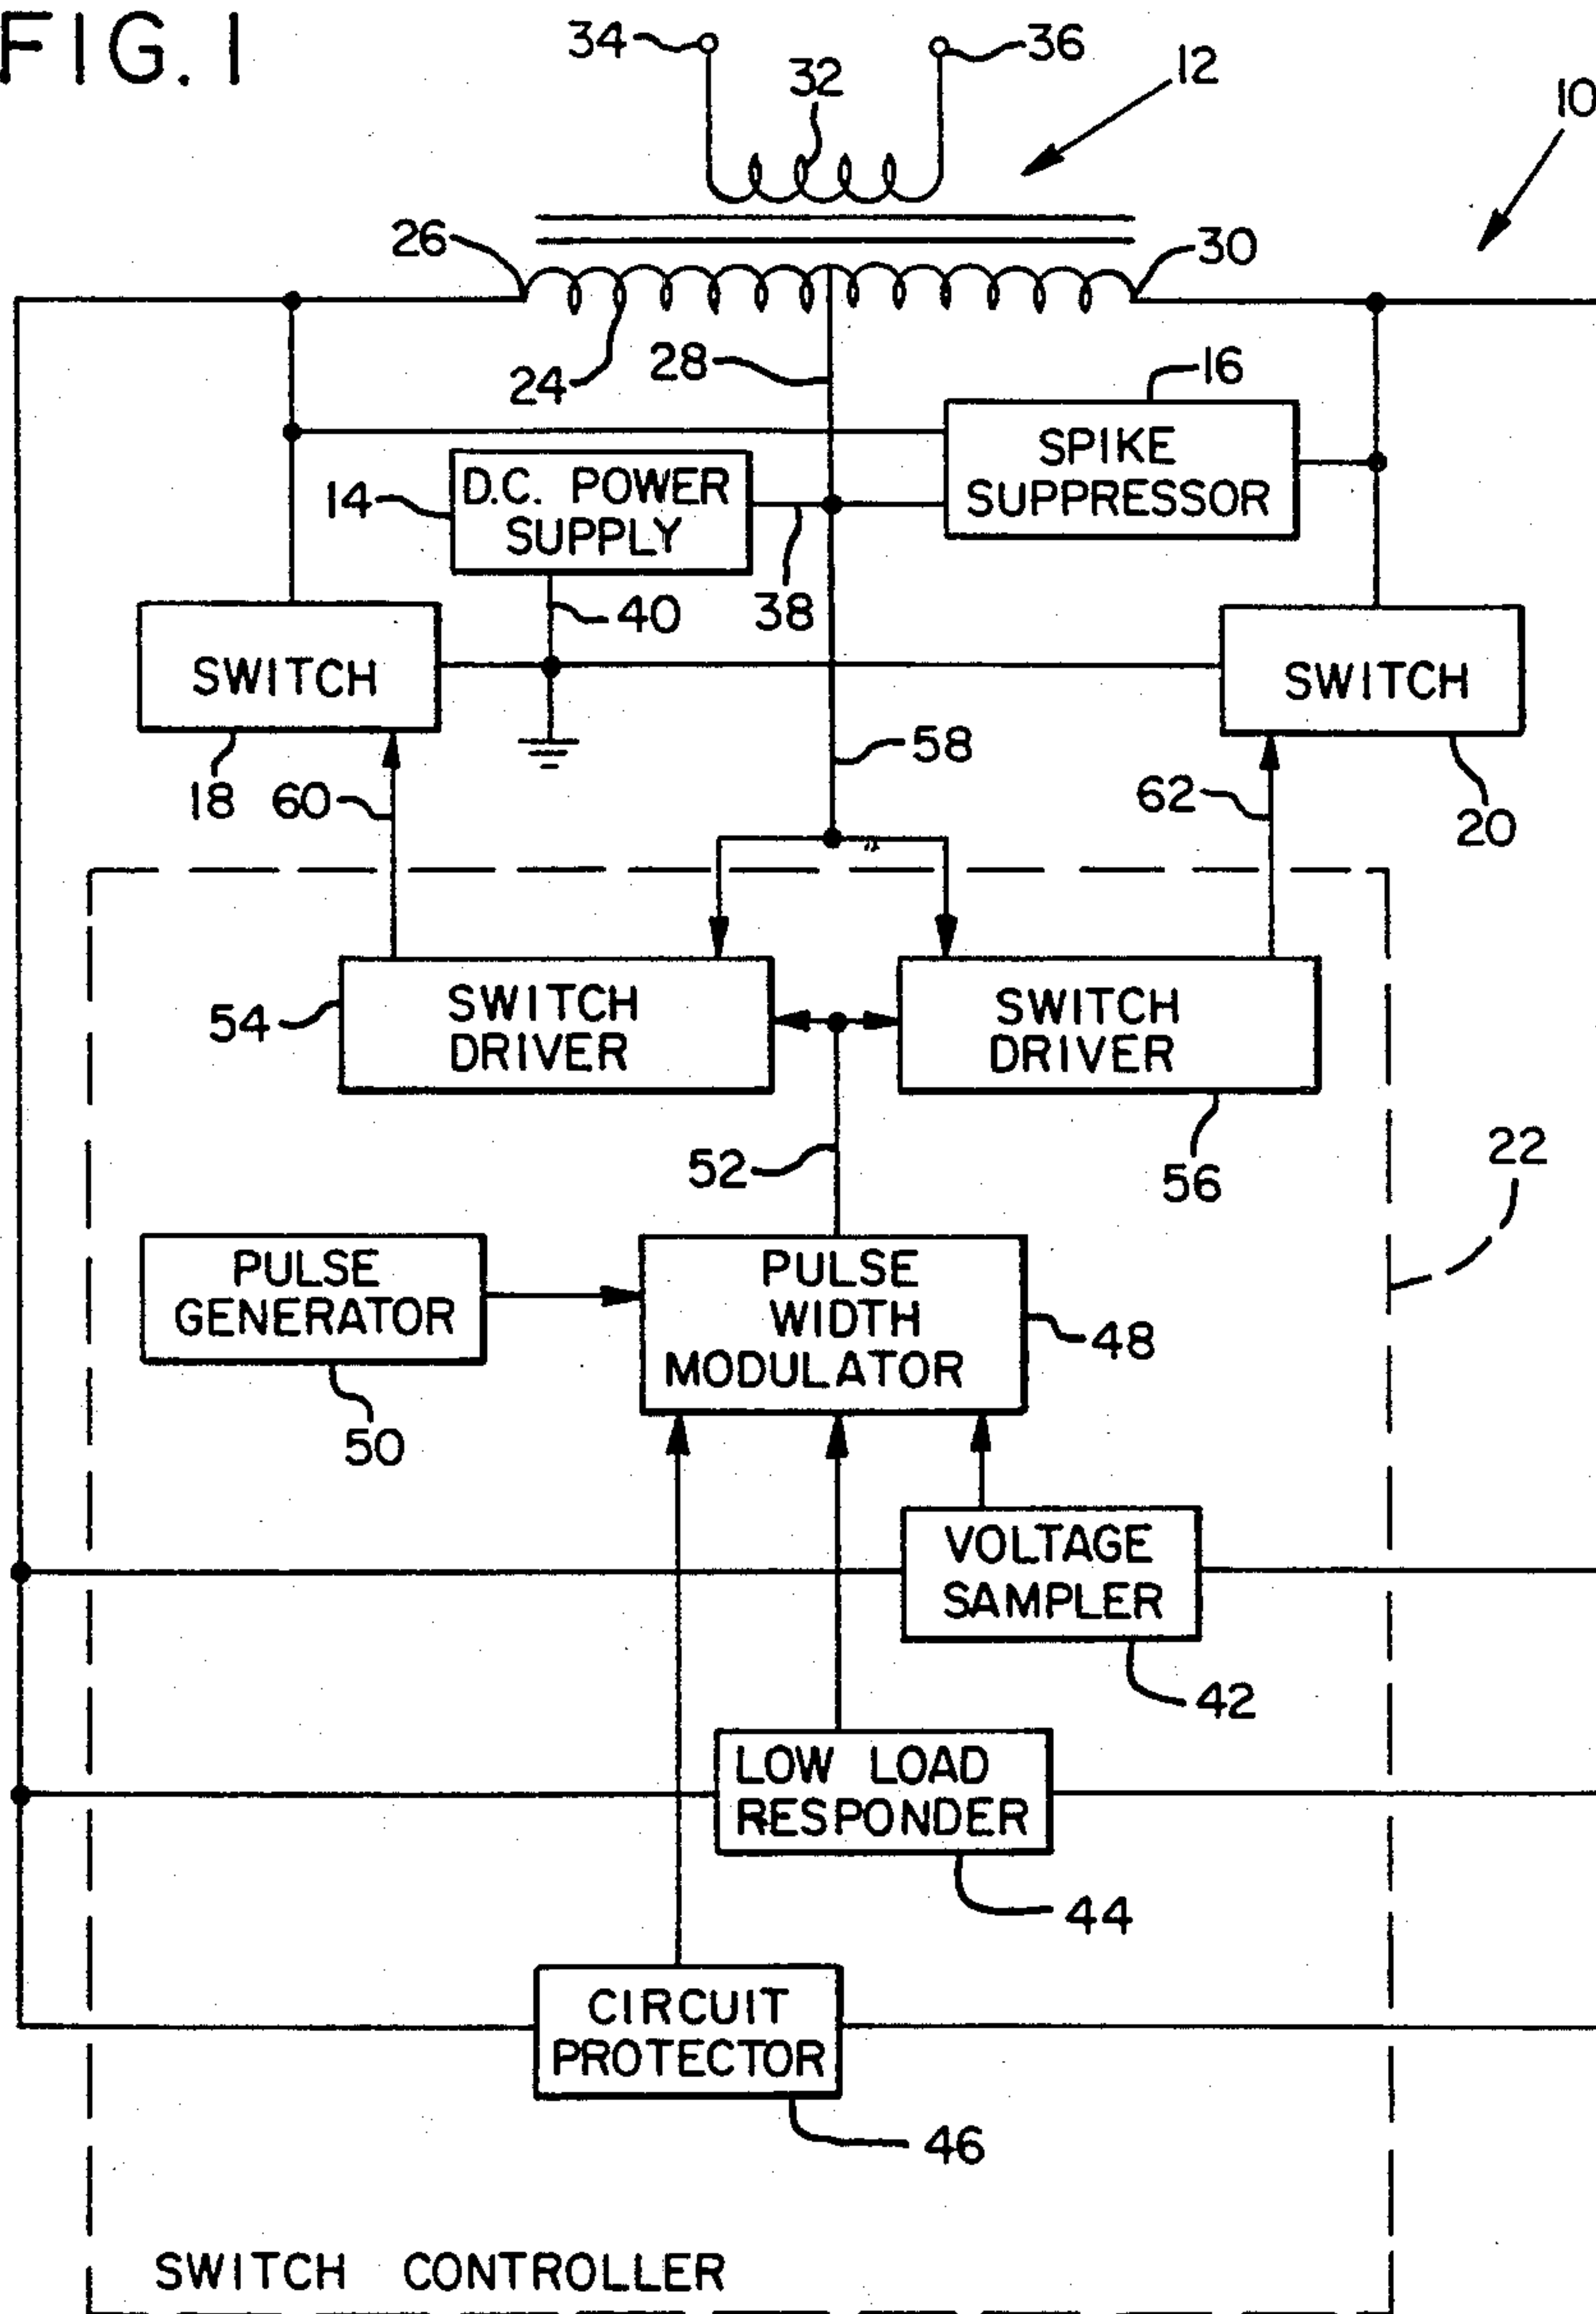 FIG. 1
34
36
32
12
10
26
30
24
28
16
SPIKE
SUPPRESSOR
14
D.C. POWER
SUPPLY
38
40
SWITCH
SWITCH
18
60
58
62
20
54
SWITCH
DRIVER
SWITCH
DRIVER
52
56
22
PULSE
GENERATOR
PULSE
WIDTH
MODULATOR
48
50
VOLTAGE
SAMPLER
42
LOW LOAD
RESPONDER
44
CIRCUIT
PROTECTOR
46
SWITCH CONTROLLER